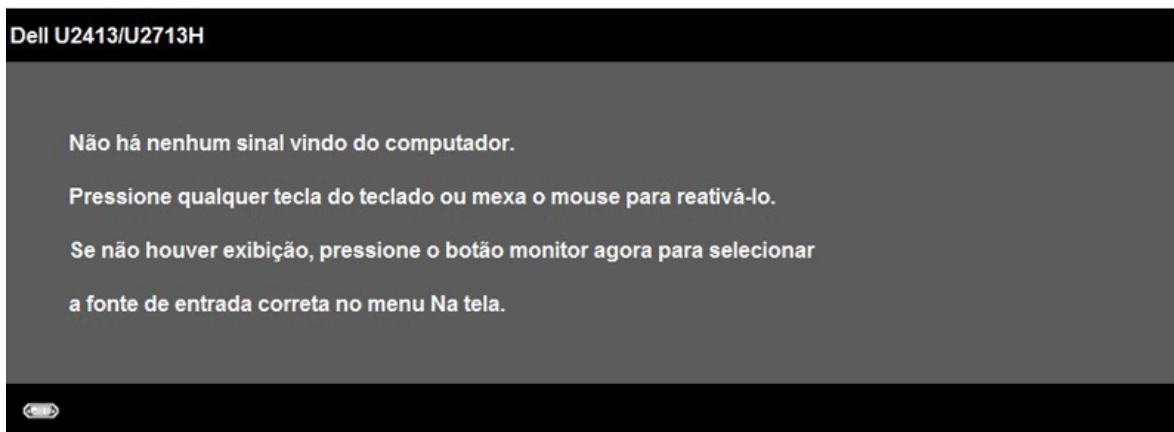 Dell U2413/U2713H
Não há nenhum sinal vindo do computador.
Pressione qualquer tecla do teclado ou mexa o mouse para reativá-lo.
Se não houver exibição, pressione o botão monitor agora para selecionar
a fonte de entrada correta no menu Na tela.